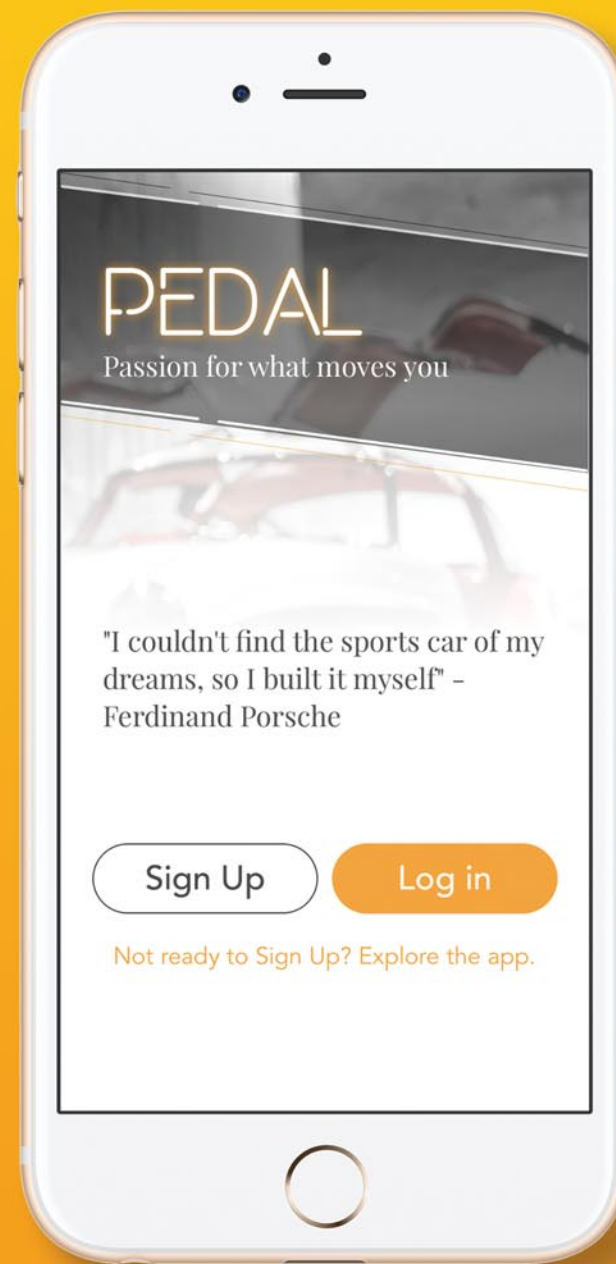 PEDAL
Passion for what moves you
"I couldn't find the sports car of my
dreams, so I built it myself" -
Ferdinand Porsche
Sign Up
Log in
Not ready to Sign Up? Explore the app.